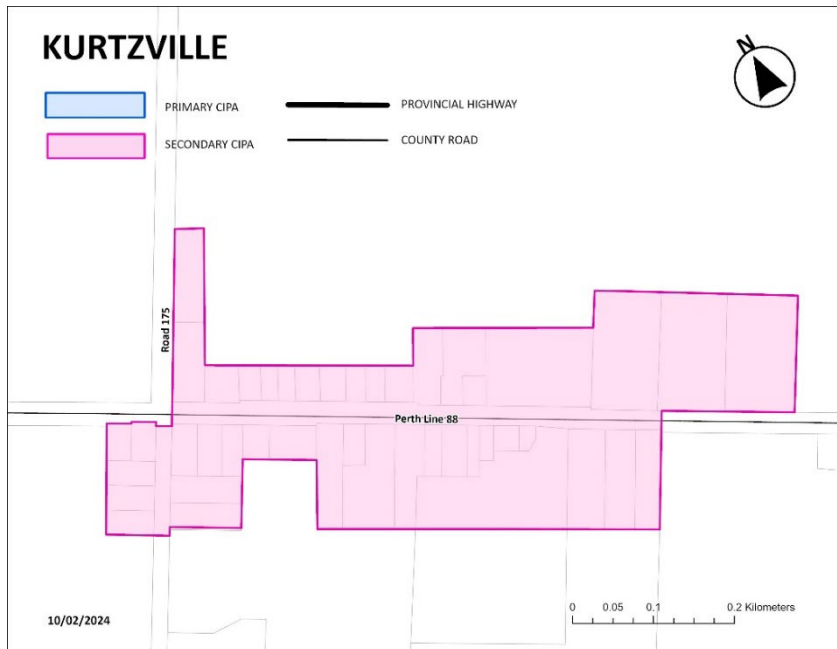 KURTZVILLE
N
PRIMARY CIPA
PROVINCIAL HIGHWAY
SECONDARY CIPA
COUNTY ROAD
Road 175
Perth Line 88
10/02/2024
0 0.05 0.1 0.2 Kilometers